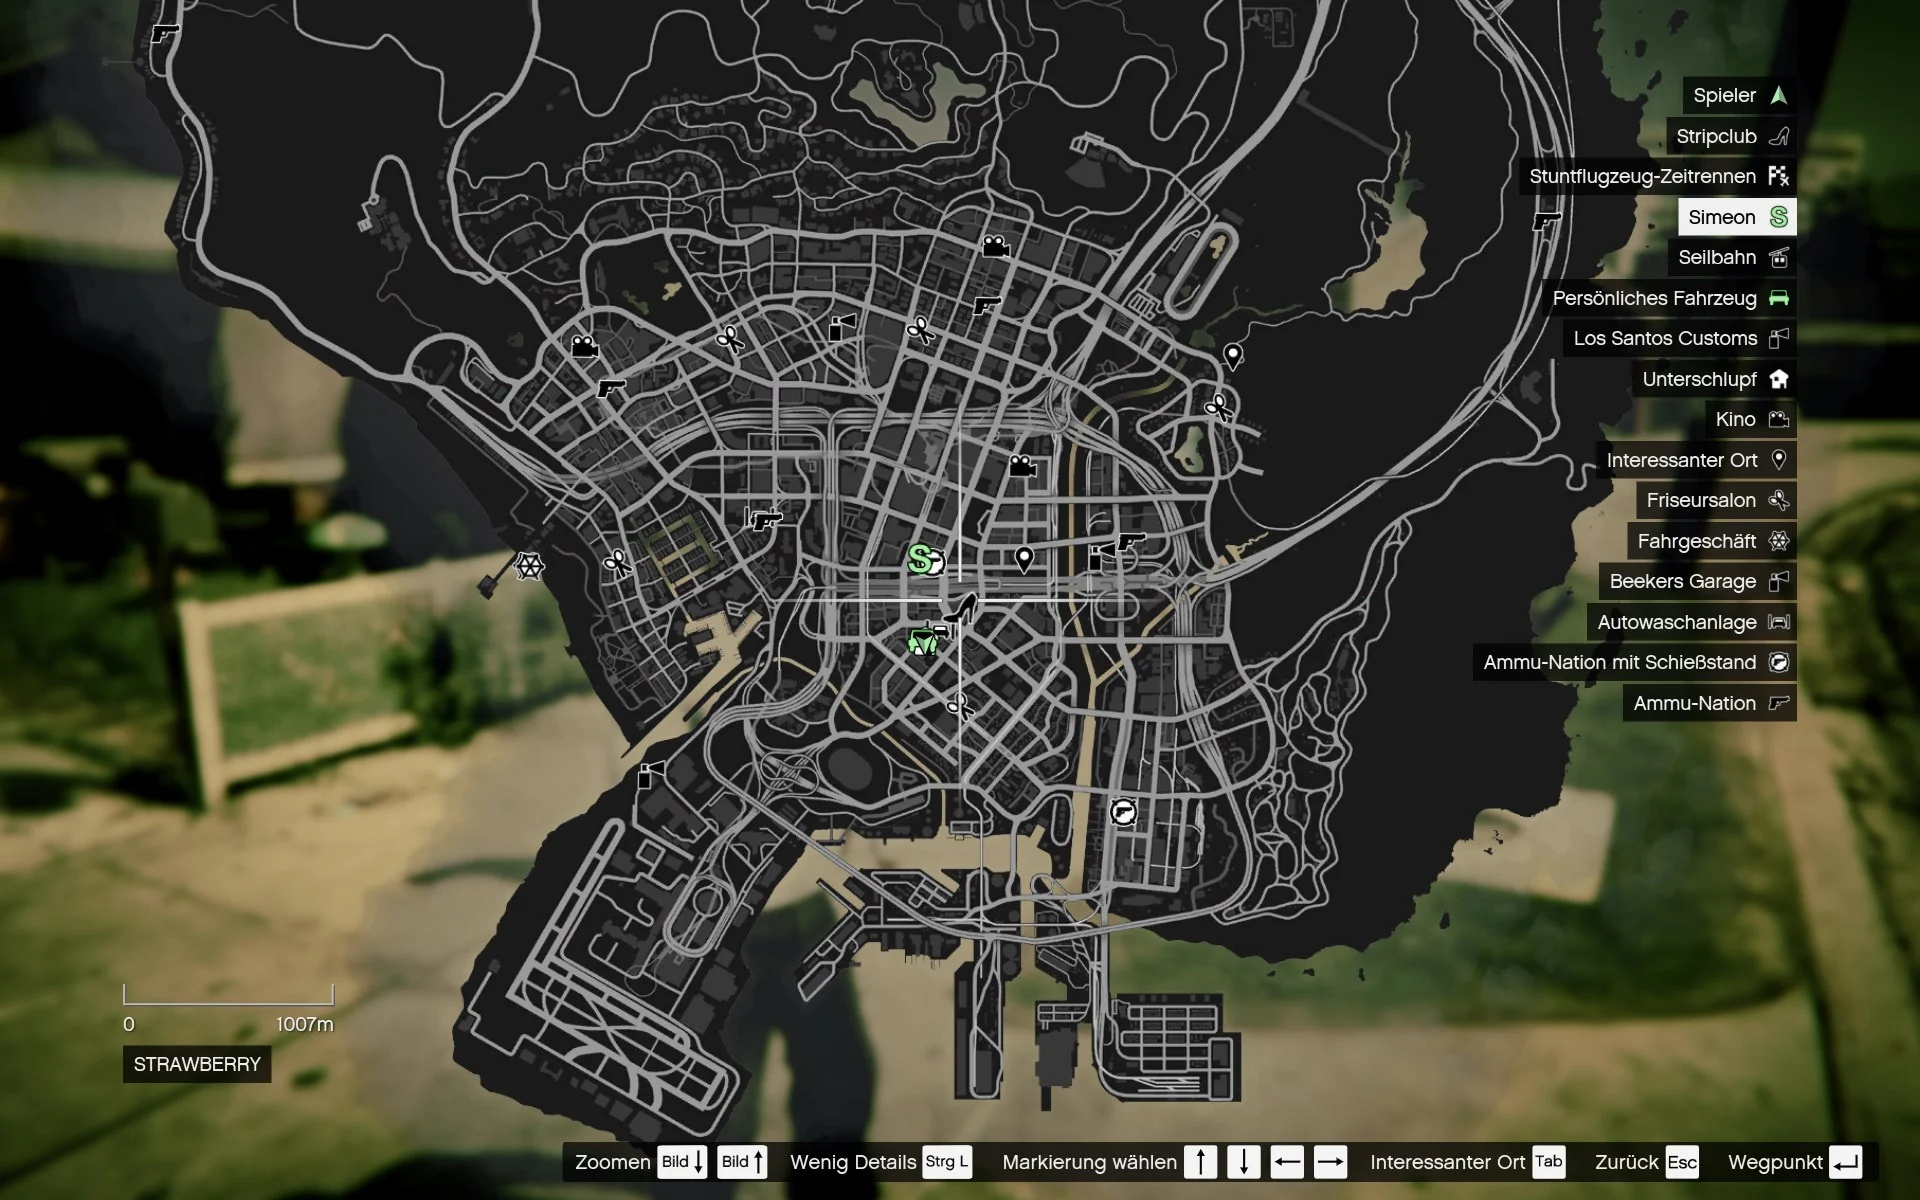 Spieler
Stripclub
Stuntflugzeug-Zeitrennen
Simeon S
Seilbahn
Persönliches Fahrzeug
Los Santos Customs
Unterschlupf
Kino
Interessanter Ort
Friseursalon
Fahrgeschäft
Beekers Garage
Autowaschanlage
Ammu-Nation mit Schießstand
Ammu-Nation
S
0 1007m
STRAWBERRY
Zoomen Bild ↓ Bild ↑ Wenig Details Strg L Markierung wählen ↑ ↓ ← → Interessanter Ort Tab Zurück Esc Wegpunkt ↵